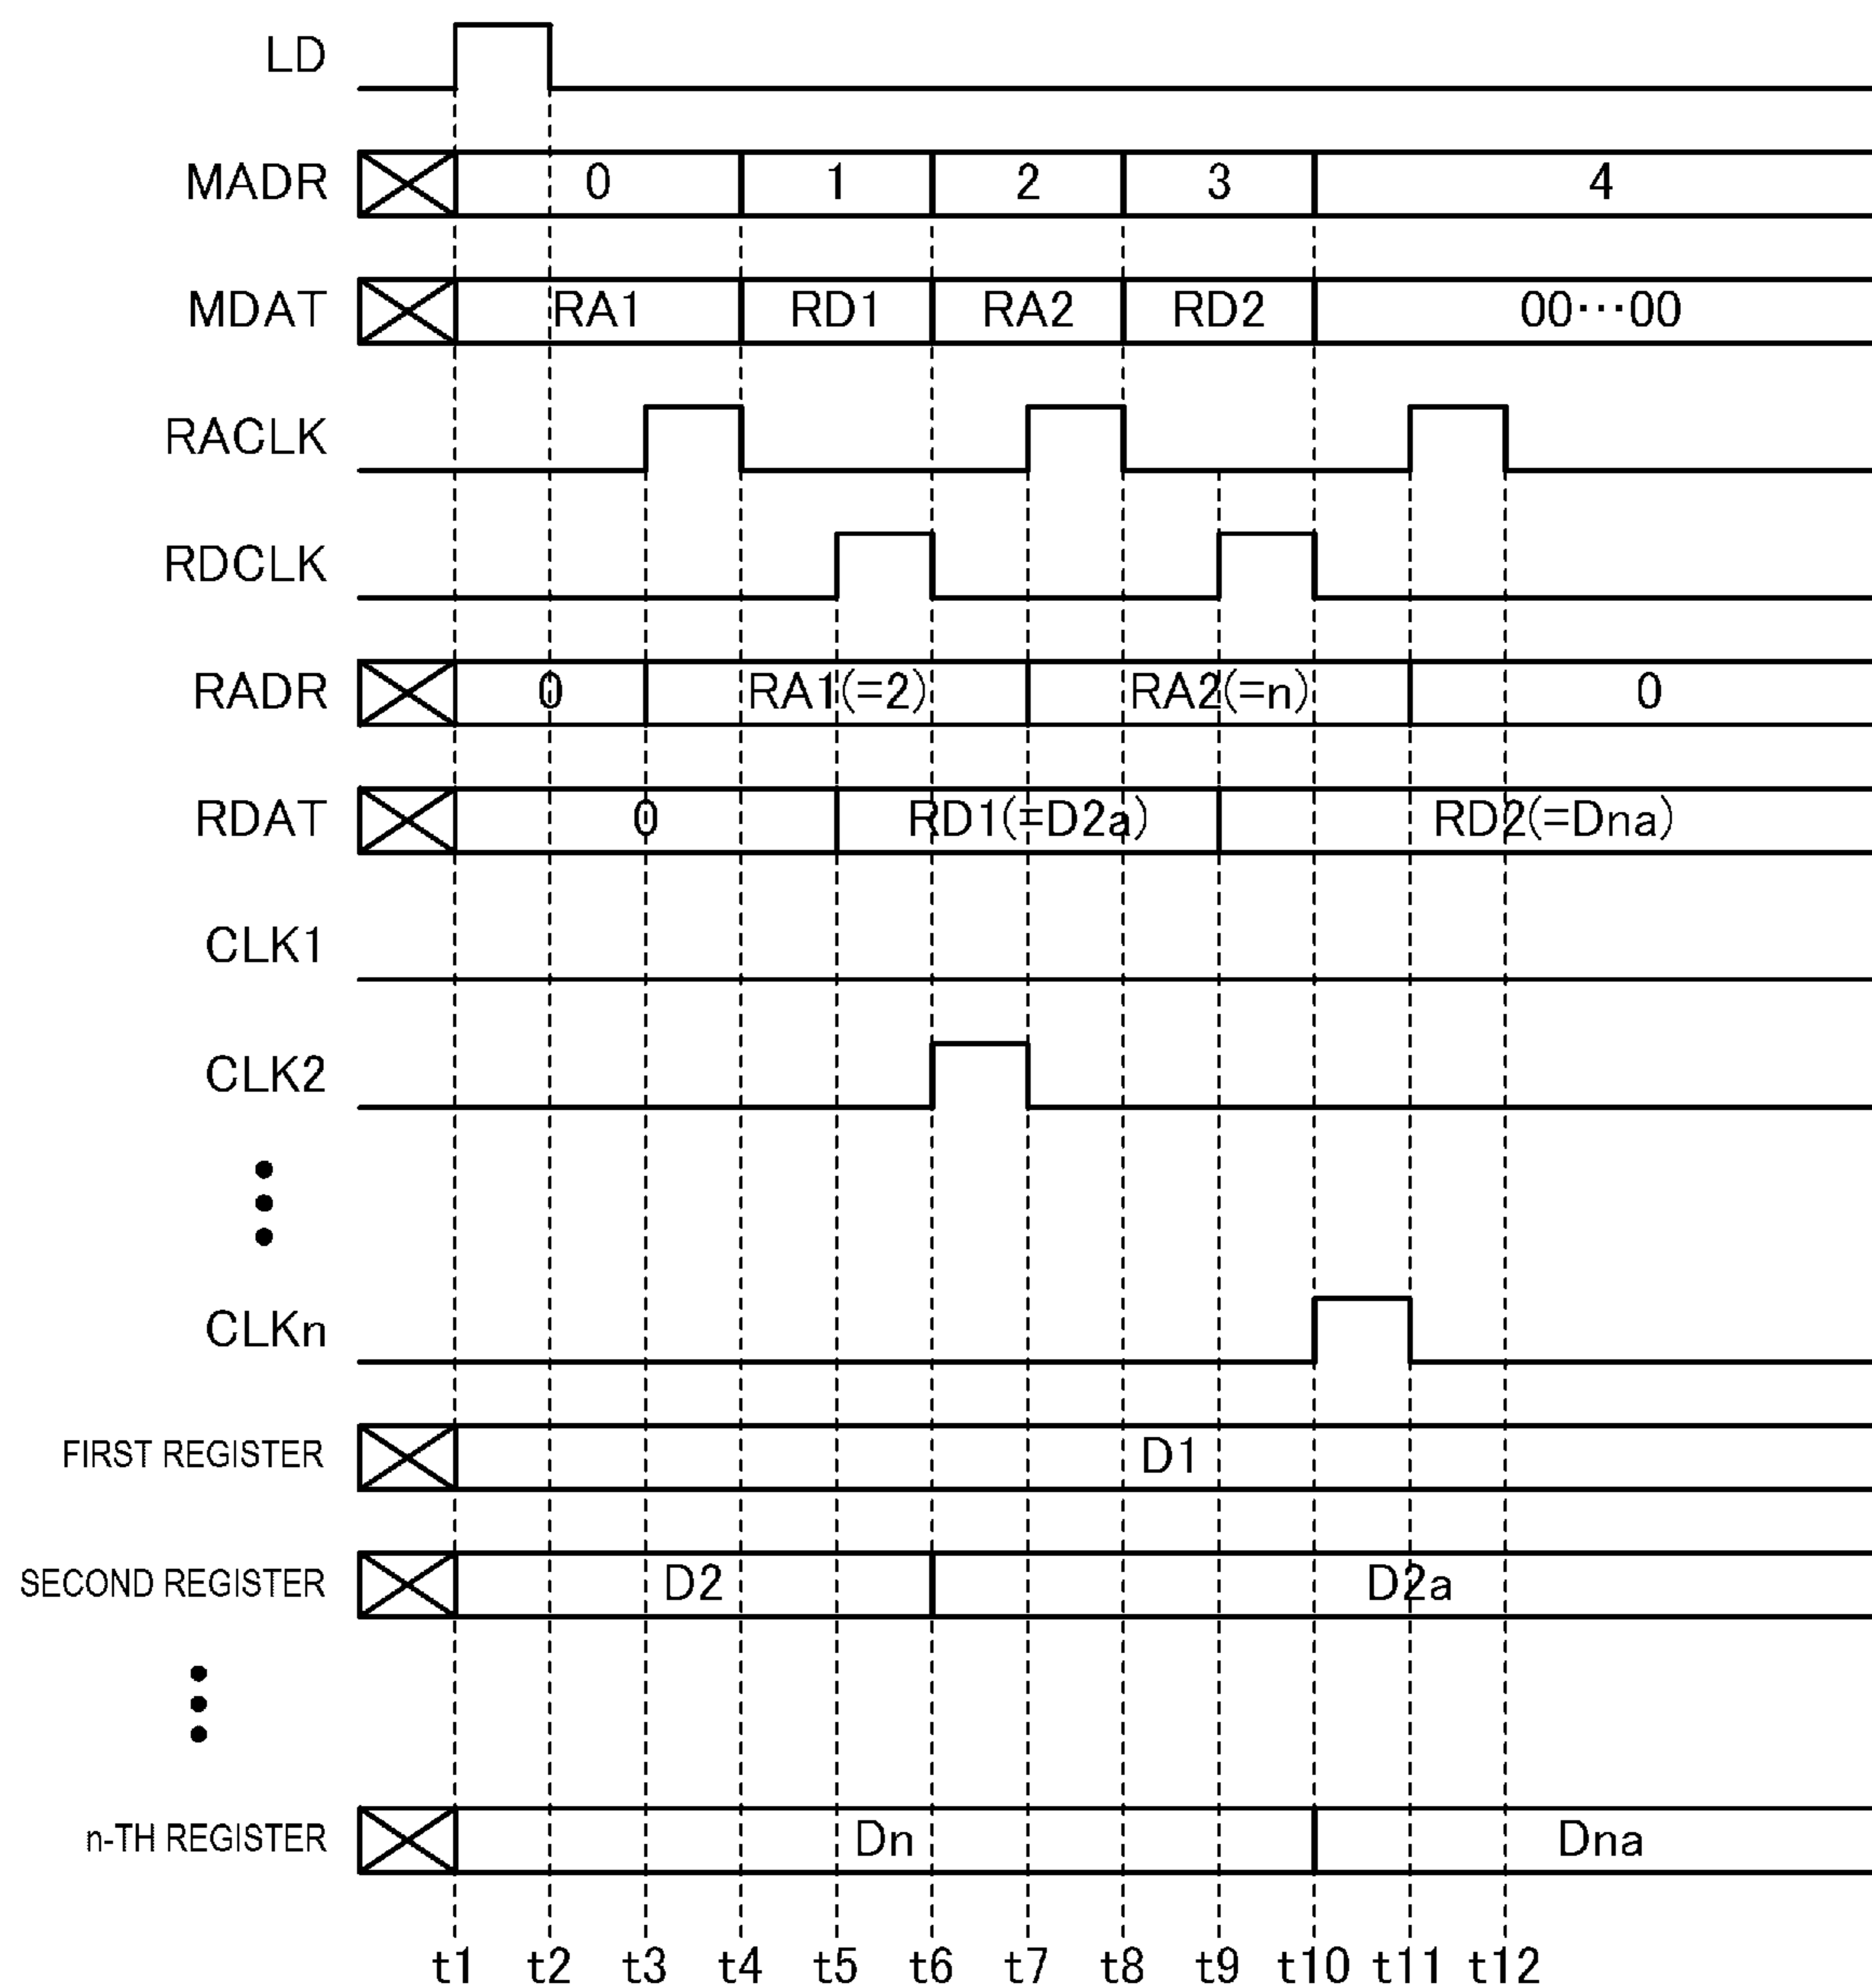 LD
MADR 0 1 2 3 4
MDAT RA1 RD1 RA2 RD2 00···00
RACLK
RDCLK
RADR 0 RA1(=2) RA2(=n) 0
RDAT 0 RD1(=D2a) RD2(=Dna)
CLK1
CLK2
CLKn
FIRST REGISTER D1
SECOND REGISTER D2 D2a
n-TH REGISTER Dn Dna
t1 t2 t3 t4 t5 t6 t7 t8 t9 t10 t11 t12